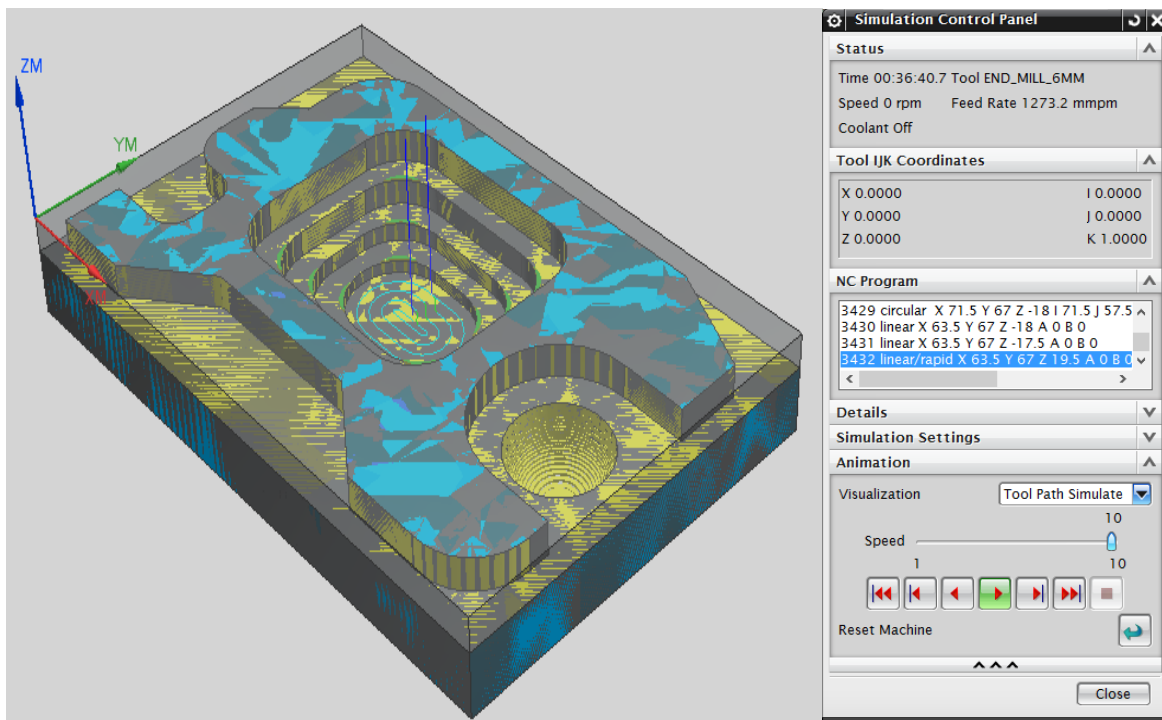 ZM
YM
XM
Simulation Control Panel
Status
Time 00:36:40.7 Tool END_MILL_6MM
Speed 0 rpm Feed Rate 1273.2 mmpm
Coolant Off
Tool IJK Coordinates
X 0.0000 I 0.0000
Y 0.0000 J 0.0000
Z 0.0000 K 1.0000
NC Program
3429 circular X 71.5 Y 67 Z -18 I 71.5 J 57.5
3430 linear X 63.5 Y 67 Z -18 A 0 B 0
3431 linear X 63.5 Y 67 Z -17.5 A 0 B 0
3432 linear/rapid X 63.5 Y 67 Z 19.5 A 0 B 0
Details
Simulation Settings
Animation
Visualization Tool Path Simulate
10
Speed
1 10
Reset Machine
Close